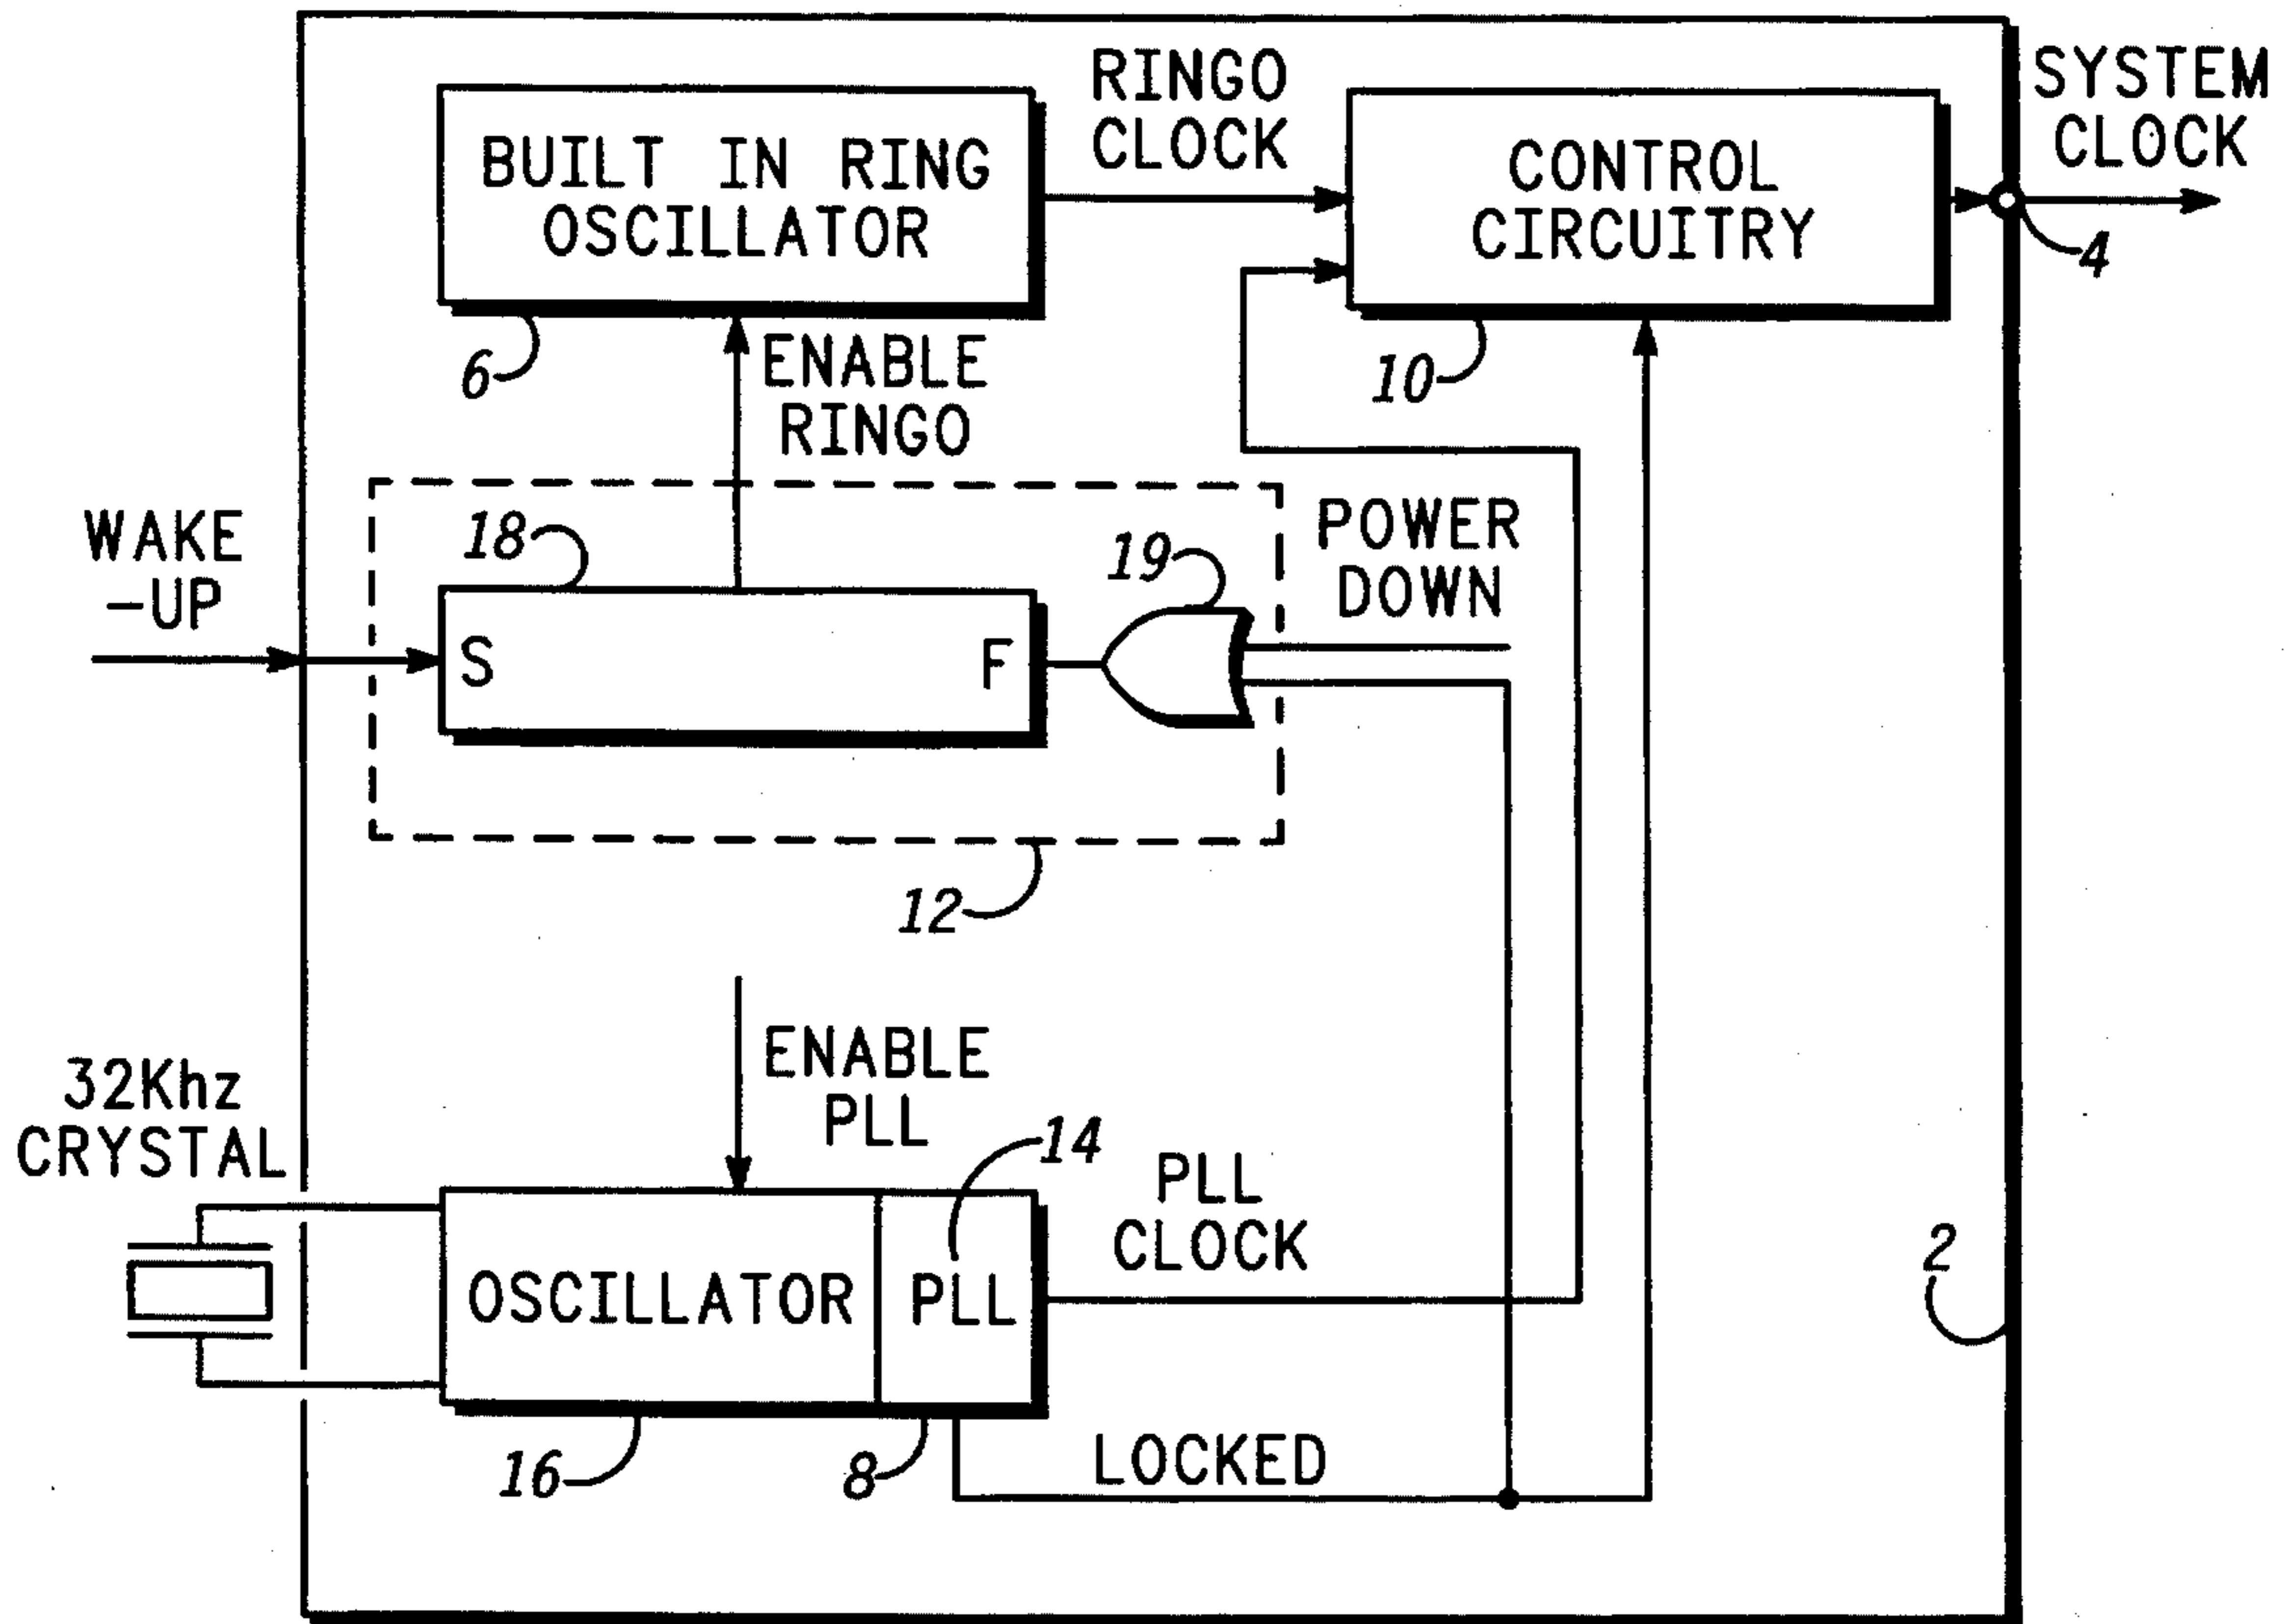 RINGO
CLOCK
SYSTEM
CLOCK
BUILT IN RING
OSCILLATOR
CONTROL
CIRCUITRY
4
6
ENABLE
RINGO
10
WAKE
-UP
18
19
POWER
DOWN
S
F
12
ENABLE
PLL
32Khz
CRYSTAL
14
PLL
CLOCK
2
OSCILLATOR
PLL
16
8
LOCKED